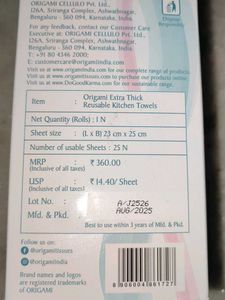 ORIGAMI CELLULO Pvt. Ltd.,
126A, Sriranga Complex, Ashwathnagar,
Bengaluru - 560 094, Karnataka, India.
For any feedback, contact our Customer Care
Executive at: ORIGAMI CELLULO Pvt. Ltd.,
126A, Sriranga Complex, Ashwathnagar,
Bengaluru - 560 094, Karnataka, India.
T: +91 80 4346 2000;
E: customercare@origamiindia.com
Visit us at www.origamiindia.com for our complete range of products
Visit us at www.origamitissues.com to purchase our products online
Visit us at www.DoGoodKarma.com for our sustainable
Dispose
Responsibly
Item : Origami Extra Thick
Reusable Kitchen Towels
Net Quantity (Rolls) : 1 N
Sheet size : (L x B) 23 cm x 25 cm
Number of usable Sheets : 25 N
MRP : ₹ 360.00
(Inclusive of all taxes)
USP : ₹ 14.40/ Sheet
(Inclusive of all taxes)
Lot No. : A/J2526
Mfd. & Pkd. : AUG/2025
Best to use within 3 years of Mfd. & Pkd.
Follow us on:
@origamitissues
@origamiindia
Brand names and logos
are registered trademarks
of ORIGAMI
8 906004 861727